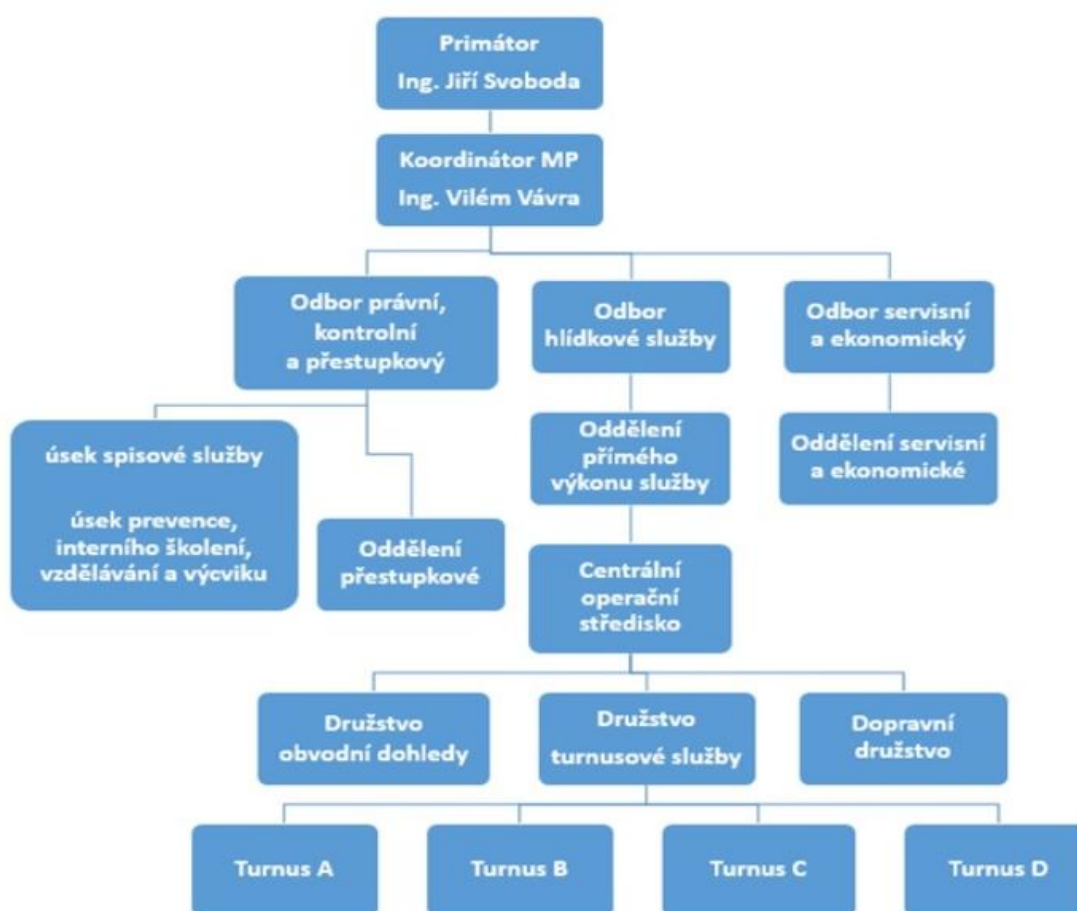 Primátor
Ing. Jiří Svoboda
Koordinátor MP
Ing. Vilém Vávra
Odbor právní,
kontrolní
a přestupkový
Odbor
hlídkové služby
Odbor servisní
a ekonomický
úsek spisové služby
úsek prevence,
interního školení,
vzdělávání a výcviku
Oddělení
přestupkové
Oddělení
přímého
výkonu služby
Oddělení servisní
a ekonomické
Centrální
operační
středisko
Družstvo
obvodní dohledy
Družstvo
turnusové služby
Dopravní
družstvo
Turnus A
Turnus B
Turnus C
Turnus D